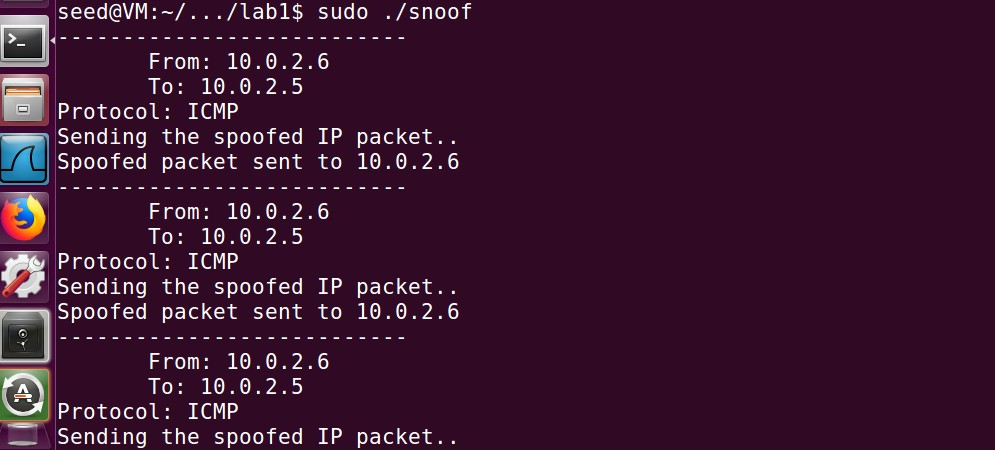 seed@VM:~/.../lab1$ sudo ./snoof
---------------------------
From: 10.0.2.6
To: 10.0.2.5
Protocol: ICMP
Sending the spoofed IP packet..
Spoofed packet sent to 10.0.2.6
---------------------------
From: 10.0.2.6
To: 10.0.2.5
Protocol: ICMP
Sending the spoofed IP packet..
Spoofed packet sent to 10.0.2.6
---------------------------
From: 10.0.2.6
To: 10.0.2.5
Protocol: ICMP
Sending the spoofed IP packet..